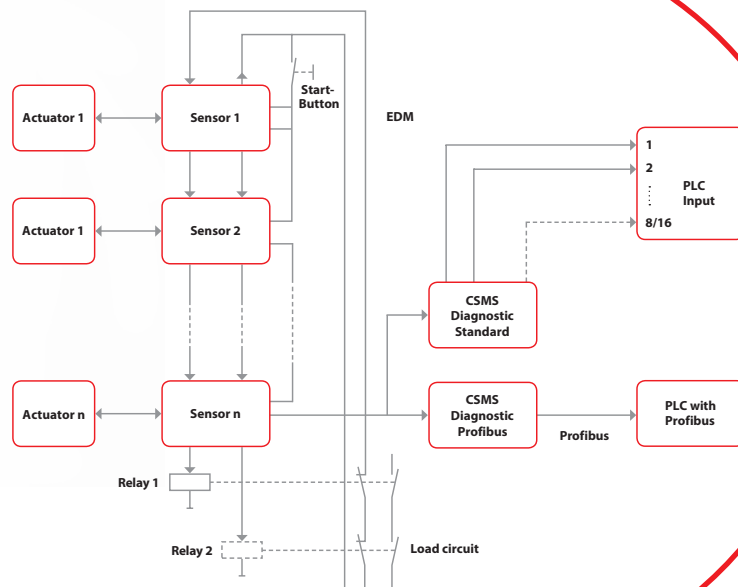 Start-
Button
EDM
Actuator 1
Sensor 1
1
2
PLC
Input
8/16
Actuator 1
Sensor 2
CSMS
Diagnostic
Standard
Actuator n
Sensor n
CSMS
Diagnostic
Profibus
Profibus
PLC with
Profibus
Relay 1
Relay 2
Load circuit